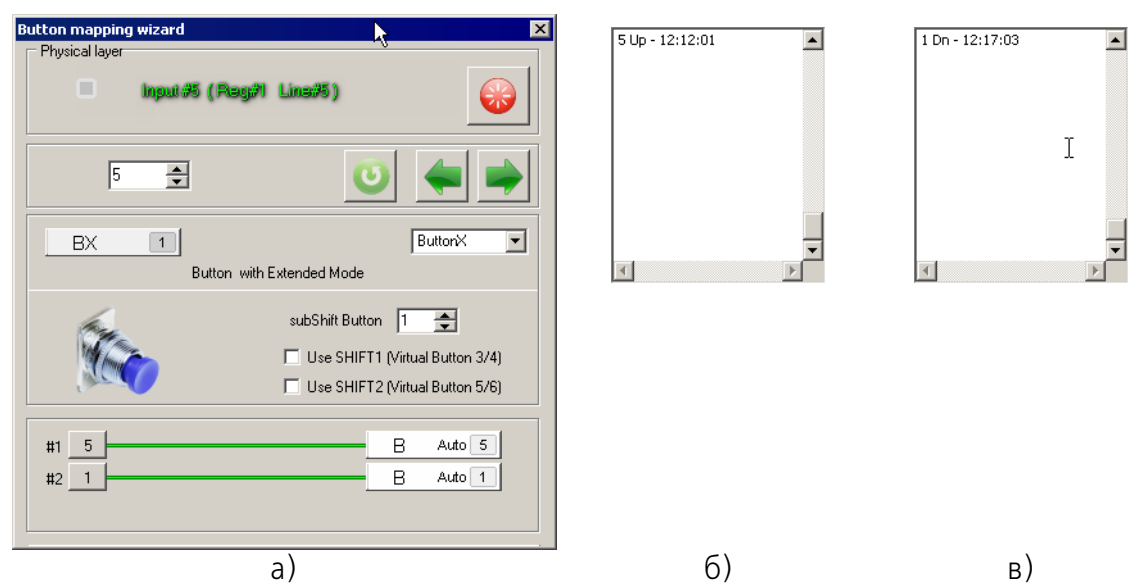 Button mapping wizard
Physical layer
Input #5 ( Reg#1 Line#5 )
5
BX 1
ButtonX
Button with Extended Mode
subShift Button 1
Use SHIFT1 (Virtual Button 3/4)
Use SHIFT2 (Virtual Button 5/6)
#1 5 B Auto 5
#2 1 B Auto 1
а)
5 Up - 12:12:01
б)
1 Dn - 12:17:03
в)